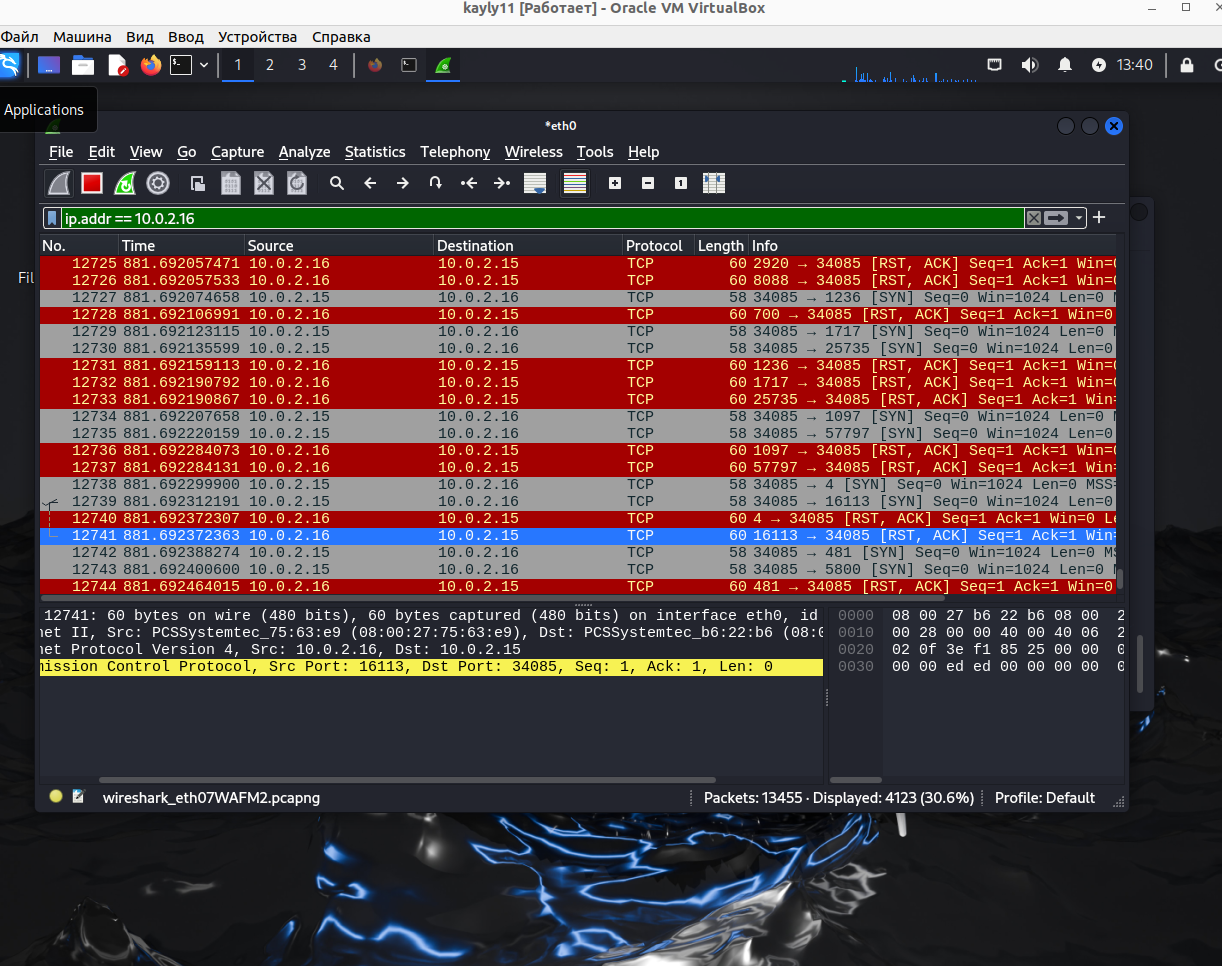 kayly11 [Работает] - Oracle VM VirtualBox
Файл Машина Вид Ввод Устройства Справка
1 2 3 4 13:40
Applications
*eth0
File Edit View Go Capture Analyze Statistics Telephony Wireless Tools Help
ip.addr == 10.0.2.16
No. Time Source Destination Protocol Length Info
Fil
12725 881.692057471 10.0.2.16 10.0.2.15 TCP 60 2920 → 34085 [RST, ACK] Seq=1 Ack=1 Win=
12726 881.692057533 10.0.2.16 10.0.2.15 TCP 60 8088 → 34085 [RST, ACK] Seq=1 Ack=1 Win=
12727 881.692074658 10.0.2.15 10.0.2.16 TCP 58 34085 → 1236 [SYN] Seq=0 Win=1024 Len=0
12728 881.692106991 10.0.2.16 10.0.2.15 TCP 60 700 → 34085 [RST, ACK] Seq=1 Ack=1 Win=0
12729 881.692123115 10.0.2.15 10.0.2.16 TCP 58 34085 → 1717 [SYN] Seq=0 Win=1024 Len=0
12730 881.692135599 10.0.2.15 10.0.2.16 TCP 58 34085 → 25735 [SYN] Seq=0 Win=1024 Len=0
12731 881.692159113 10.0.2.16 10.0.2.15 TCP 60 1236 → 34085 [RST, ACK] Seq=1 Ack=1 Win=
12732 881.692190792 10.0.2.16 10.0.2.15 TCP 60 1717 → 34085 [RST, ACK] Seq=1 Ack=1 Win=
12733 881.692190867 10.0.2.16 10.0.2.15 TCP 60 25735 → 34085 [RST, ACK] Seq=1 Ack=1 Win=
12734 881.692207658 10.0.2.15 10.0.2.16 TCP 58 34085 → 1097 [SYN] Seq=0 Win=1024 Len=0
12735 881.692220159 10.0.2.15 10.0.2.16 TCP 58 34085 → 57797 [SYN] Seq=0 Win=1024 Len=0
12736 881.692284073 10.0.2.16 10.0.2.15 TCP 60 1097 → 34085 [RST, ACK] Seq=1 Ack=1 Win=
12737 881.692284131 10.0.2.16 10.0.2.15 TCP 60 57797 → 34085 [RST, ACK] Seq=1 Ack=1 Win=
12738 881.692299900 10.0.2.15 10.0.2.16 TCP 58 34085 → 4 [SYN] Seq=0 Win=1024 Len=0 MSS=
12739 881.692312191 10.0.2.15 10.0.2.16 TCP 58 34085 → 16113 [SYN] Seq=0 Win=1024 Len=0
12740 881.692372307 10.0.2.16 10.0.2.15 TCP 60 4 → 34085 [RST, ACK] Seq=1 Ack=1 Win=0 Le
12741 881.692372363 10.0.2.16 10.0.2.15 TCP 60 16113 → 34085 [RST, ACK] Seq=1 Ack=1 Win=
12742 881.692388274 10.0.2.15 10.0.2.16 TCP 58 34085 → 481 [SYN] Seq=0 Win=1024 Len=0 MS
12743 881.692400600 10.0.2.15 10.0.2.16 TCP 58 34085 → 5800 [SYN] Seq=0 Win=1024 Len=0
12744 881.692464015 10.0.2.16 10.0.2.15 TCP 60 481 → 34085 [RST, ACK] Seq=1 Ack=1 Win=0
12741: 60 bytes on wire (480 bits), 60 bytes captured (480 bits) on interface eth0, id
net II, Src: PCSSystemtec_75:63:e9 (08:00:27:75:63:e9), Dst: PCSSystemtec_b6:22:b6 (08:0
net Protocol Version 4, Src: 10.0.2.16, Dst: 10.0.2.15
mission Control Protocol, Src Port: 16113, Dst Port: 34085, Seq: 1, Ack: 1, Len: 0
0000 08 00 27 b6 22 b6 08 00 2
0010 00 28 00 00 40 00 40 06 2
0020 02 0f 3e f1 85 25 00 00 0
0030 00 00 ed ed 00 00 00 00 0
wireshark_eth07WAFM2.pcapng
Packets: 13455 · Displayed: 4123 (30.6%)
Profile: Default